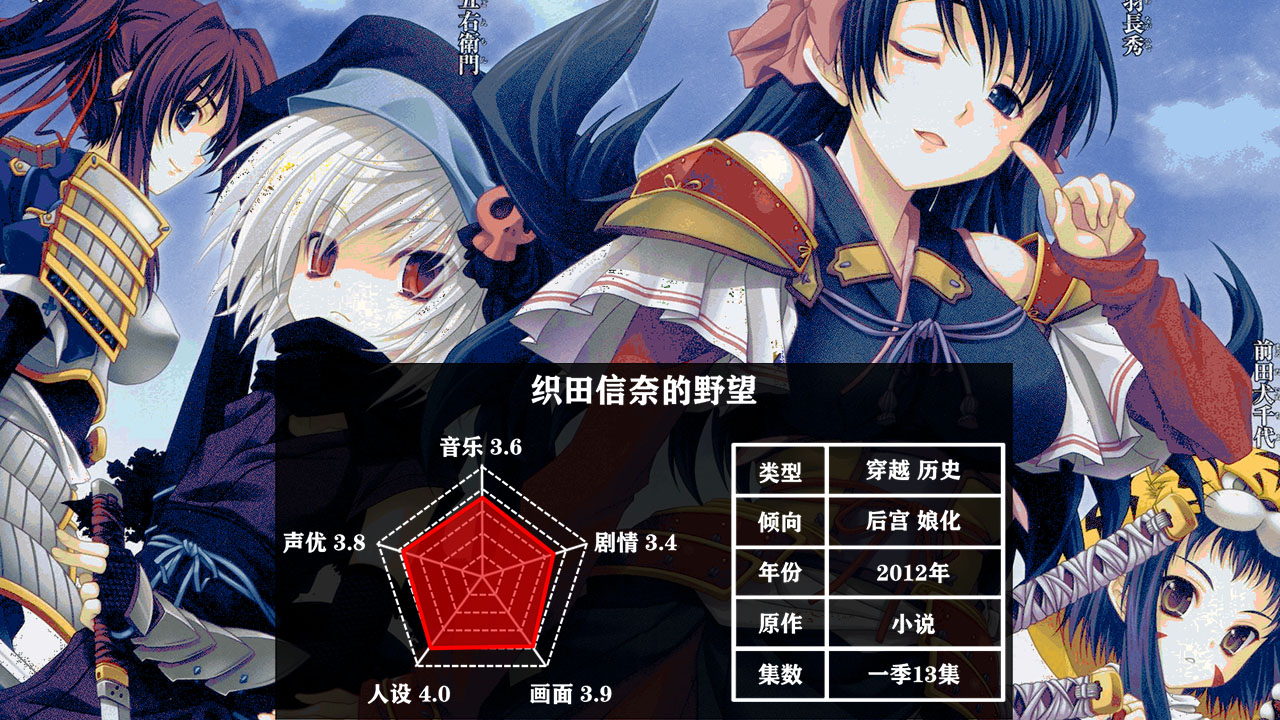 五右衛門
羽長秀
前田犬千代
织田信奈的野望
音乐 3.6
声优 3.8
剧情 3.4
人设 4.0
画面 3.9
类型 穿越 历史
倾向 后宫 娘化
年份 2012年
原作 小说
集数 一季13集